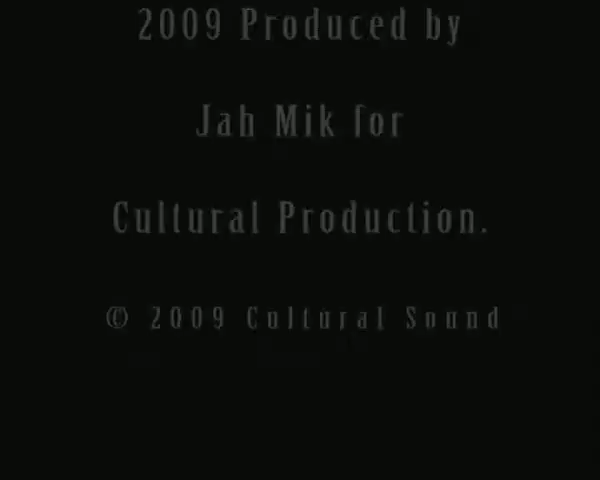 2009 Produced by
Jah Mik for
Cultural Production.
© 2009 Cultural Sound